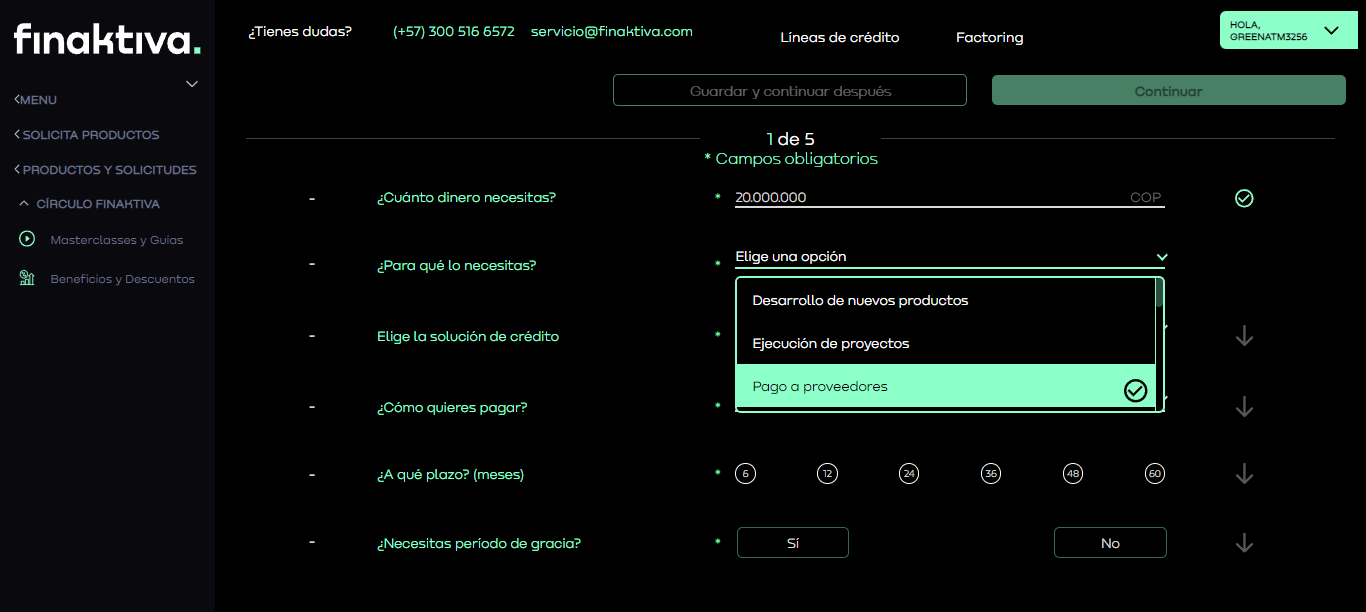 finaktiva.
¿Tienes dudas? (+57) 300 516 6572 servicio@finaktiva.com Líneas de crédito Factoring
HOLA,
GREENATM3256
MENU
SOLICITA PRODUCTOS
PRODUCTOS Y SOLICITUDES
CÍRCULO FINAKTIVA
Masterclasses y Guías
Beneficios y Descuentos
Guardar y continuar después Continuar
1 de 5
* Campos obligatorios
- ¿Cuánto dinero necesitas? * 20.000.000 COP
- ¿Para qué lo necesitas? * Elige una opción
Desarrollo de nuevos productos
Ejecución de proyectos
Pago a proveedores
- Elige la solución de crédito *
- ¿Cómo quieres pagar? *
- ¿A qué plazo? (meses) * 6 12 24 36 48 60
- ¿Necesitas período de gracia? * Sí No